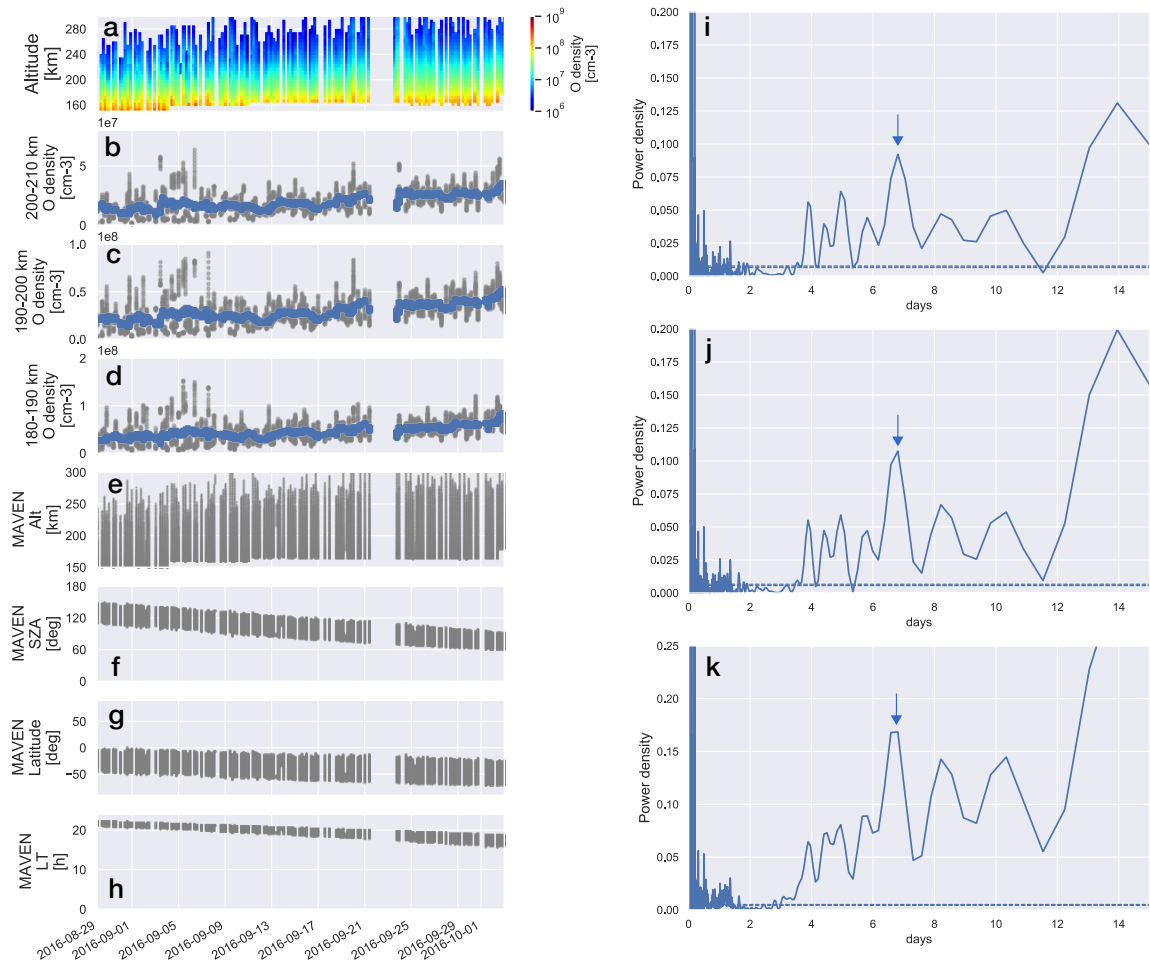 a
Altitude
[km]
280
240
200
160
10^9
10^8
10^7
10^6
O density
[cm-3]
1e7
b
200-210 km
O density
[cm-3]
5
0
1e8
c
190-200 km
O density
[cm-3]
1.0
0.5
0.0
1e8
d
180-190 km
O density
[cm-3]
2
1
0
e
MAVEN
Alt
[km]
300
250
200
150
f
MAVEN
SZA
[deg]
180
120
60
0
g
MAVEN
Latitude
[deg]
50
0
−50
h
MAVEN
LT
[h]
20
10
0
2016-08-29
2016-09-01
2016-09-05
2016-09-09
2016-09-13
2016-09-17
2016-09-21
2016-09-25
2016-09-29
2016-10-01
i
Power density
0.200
0.175
0.150
0.125
0.100
0.075
0.050
0.025
0.000
0 2 4 6 8 10 12 14
days
j
Power density
0.200
0.175
0.150
0.125
0.100
0.075
0.050
0.025
0.000
0 2 4 6 8 10 12 14
days
k
Power density
0.25
0.20
0.15
0.10
0.05
0.00
0 2 4 6 8 10 12 14
days